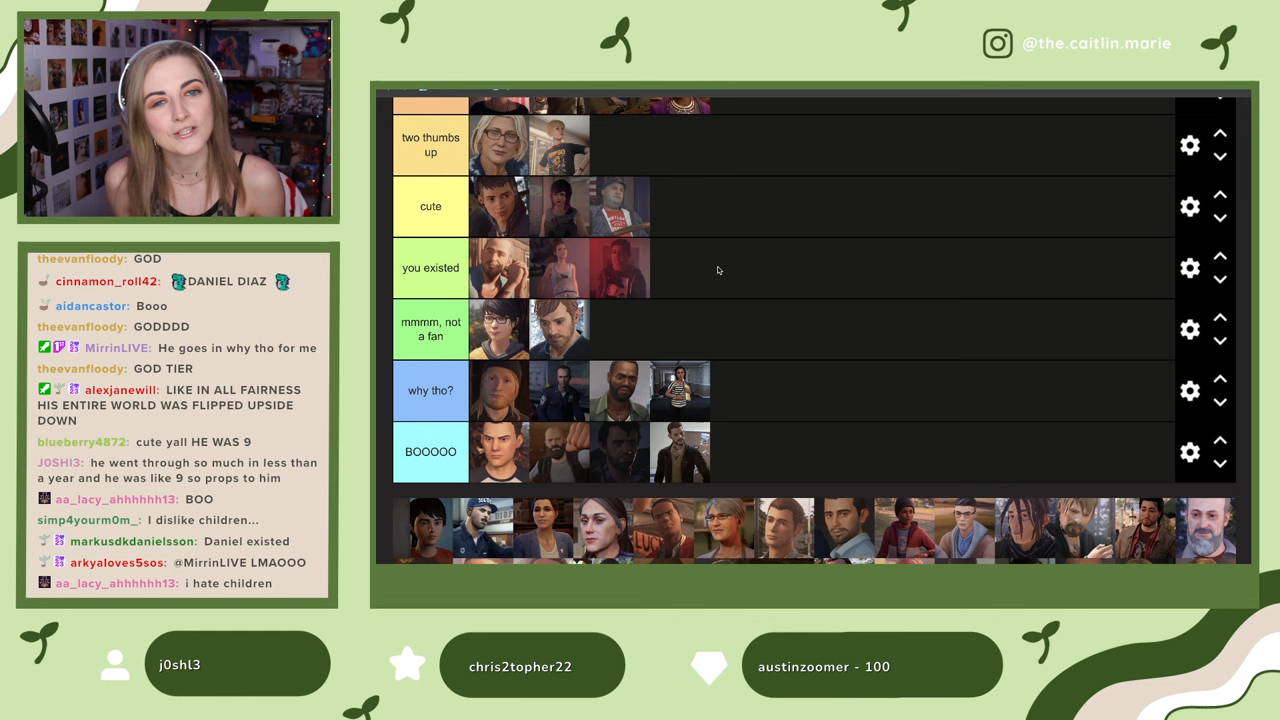 @the.caitlin.marie
two thumbs
up
cute
you existed
mmmm, not
a fan
why tho?
BOOOOO
theevanfloody: GOD
cinnamon_roll42: DANIEL DIAZ
aidancastor: Booo
theevanfloody: GODDDD
MirrinLIVE: He goes in why tho for me
theevanfloody: GOD TIER
alexjanewill: LIKE IN ALL FAIRNESS
HIS ENTIRE WORLD WAS FLIPPED UPSIDE
DOWN
blueberry4872: cute yall HE WAS 9
J0SHl3: he went through so much in less than
a year and he was like 9 so props to him
aa_lacy_ahhhhhh13: BOO
simp4yourm0m_: I dislike children...
markusdkdanielsson: Daniel existed
arkyaloves5sos: @MirrinLIVE LMAOOO
aa_lacy_ahhhhhh13: i hate children
j0shl3
chris2topher22
austinzoomer - 100